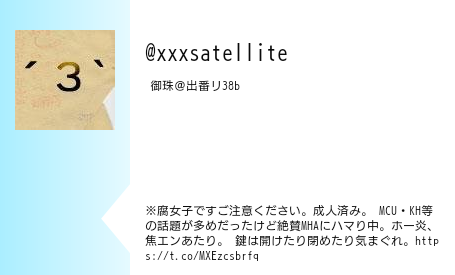 ´３｀
@xxxsatellite
御珠＠出番リ38b
※腐女子ですご注意ください。成人済み。 MCU・KH等
の話題が多めだったけど絶賛MHAにハマり中。ホー炎、
焦エンあたり。 鍵は開けたり閉めたり気まぐれ。http
s://t.co/MXEzcsbrfq